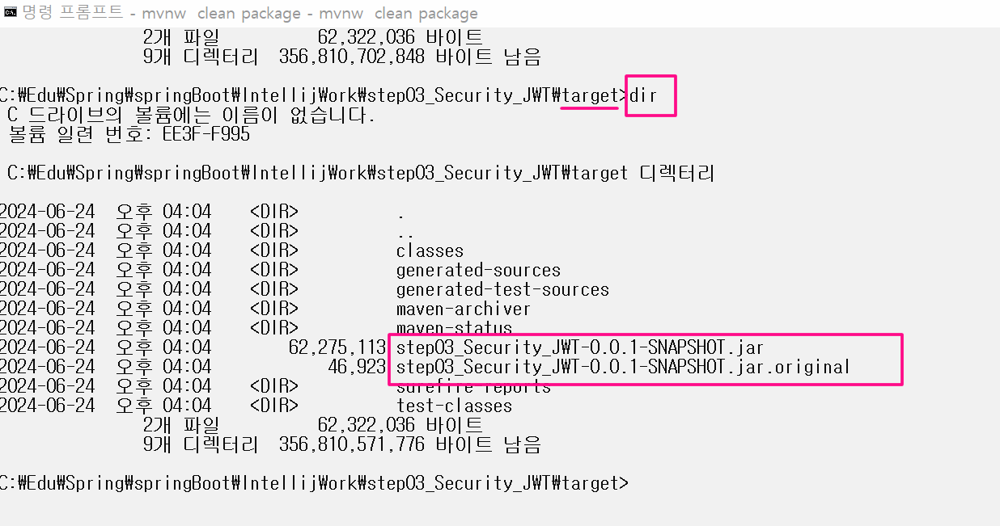 명령 프롬프트 - mvnw  clean package - mvnw  clean package
2개 파일          62,322,036 바이트
9개 디렉터리  356,810,702,848 바이트 남음
C:₩Edu₩Spring₩springBoot₩IntellijWork₩step03_Security_JWT₩target>dir
C 드라이브의 볼륨에는 이름이 없습니다.
볼륨 일련 번호: EE3F-F995
C:₩Edu₩Spring₩springBoot₩IntellijWork₩step03_Security_JWT₩target 디렉터리
2024-06-24  오후 04:04    <DIR>          .
2024-06-24  오후 04:04    <DIR>          ..
2024-06-24  오후 04:04    <DIR>          classes
2024-06-24  오후 04:04    <DIR>          generated-sources
2024-06-24  오후 04:04    <DIR>          generated-test-sources
2024-06-24  오후 04:04    <DIR>          maven-archiver
2024-06-24  오후 04:04    <DIR>          maven-status
2024-06-24  오후 04:04        62,275,113 step03_Security_JWT-0.0.1-SNAPSHOT.jar
2024-06-24  오후 04:04            46,923 step03_Security_JWT-0.0.1-SNAPSHOT.jar.original
2024-06-24  오후 04:04    <DIR>          surefire-reports
2024-06-24  오후 04:04    <DIR>          test-classes
2개 파일          62,322,036 바이트
9개 디렉터리  356,810,571,776 바이트 남음
C:₩Edu₩Spring₩springBoot₩IntellijWork₩step03_Security_JWT₩target>